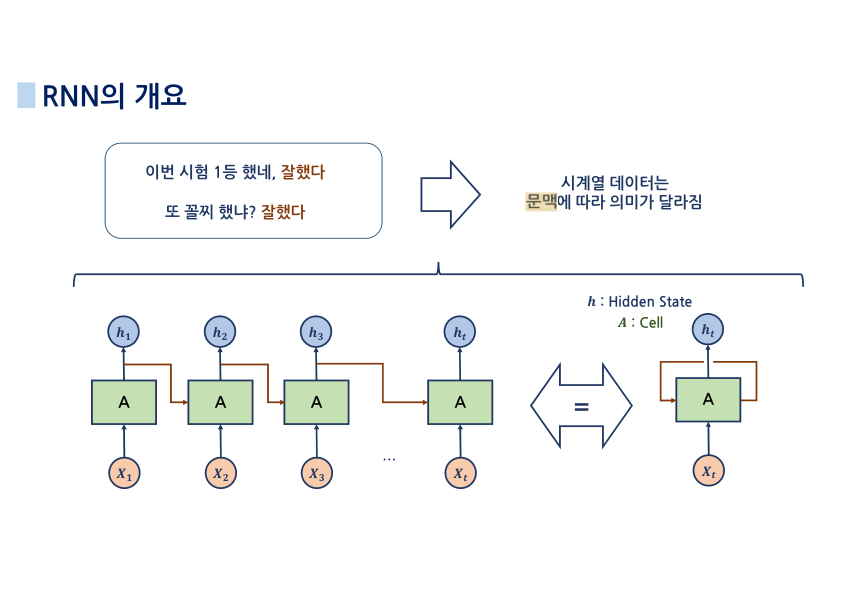 RNN의 개요
이번 시험 1등 했네, 잘했다
또 꼴찌 했냐? 잘했다
시계열 데이터는
문맥에 따라 의미가 달라짐
h : Hidden State
A : Cell
h₁ h₂ h₃ hₜ hₜ
A A A A = A
X₁ X₂ X₃ ... Xₜ Xₜ